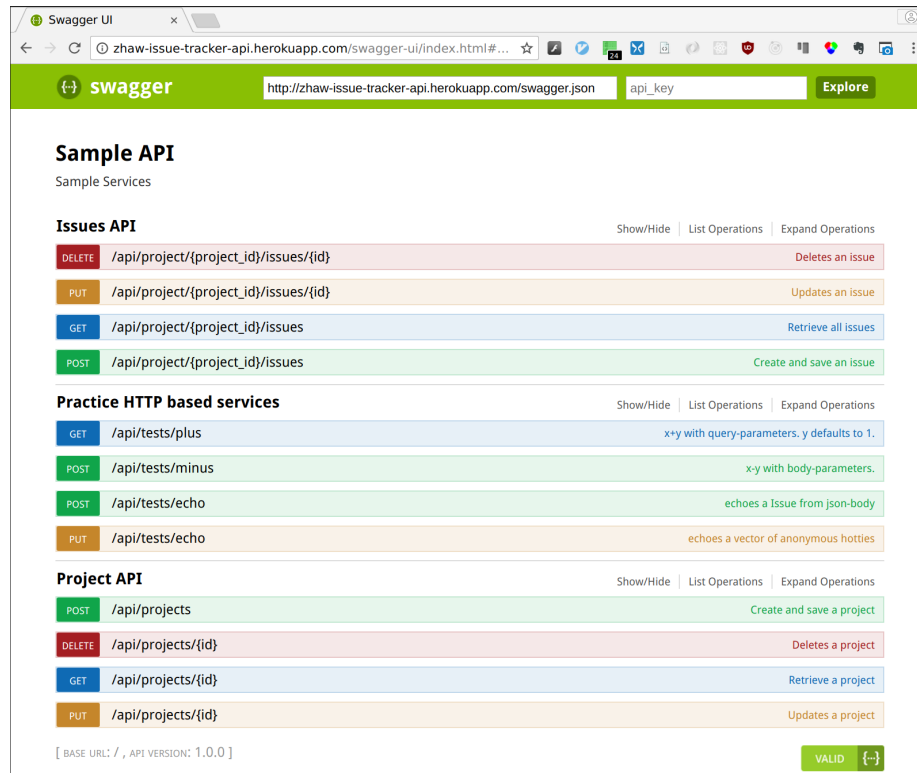 Swagger UI ×
zhaw-issue-tracker-api.herokuapp.com/swagger-ui/index.html#...
24
swagger http://zhaw-issue-tracker-api.herokuapp.com/swagger.json api_key Explore
Sample API
Sample Services
Issues API Show/Hide List Operations Expand Operations
DELETE /api/project/{project_id}/issues/{id} Deletes an issue
PUT /api/project/{project_id}/issues/{id} Updates an issue
GET /api/project/{project_id}/issues Retrieve all issues
POST /api/project/{project_id}/issues Create and save an issue
Practice HTTP based services Show/Hide List Operations Expand Operations
GET /api/tests/plus x+y with query-parameters. y defaults to 1.
POST /api/tests/minus x-y with body-parameters.
POST /api/tests/echo echoes a Issue from json-body
PUT /api/tests/echo echoes a vector of anonymous hotties
Project API Show/Hide List Operations Expand Operations
POST /api/projects Create and save a project
DELETE /api/projects/{id} Deletes a project
GET /api/projects/{id} Retrieve a project
PUT /api/projects/{id} Updates a project
[ BASE URL: / , API VERSION: 1.0.0 ] VALID {...}